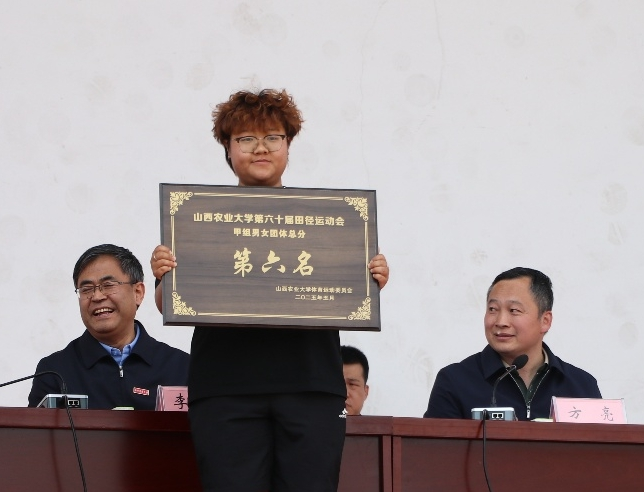 山西农业大学第六十届田径运动会
甲组男女团体总分
第六名
山西农业大学体育运动委员会
二〇二五年五月
李
方亮